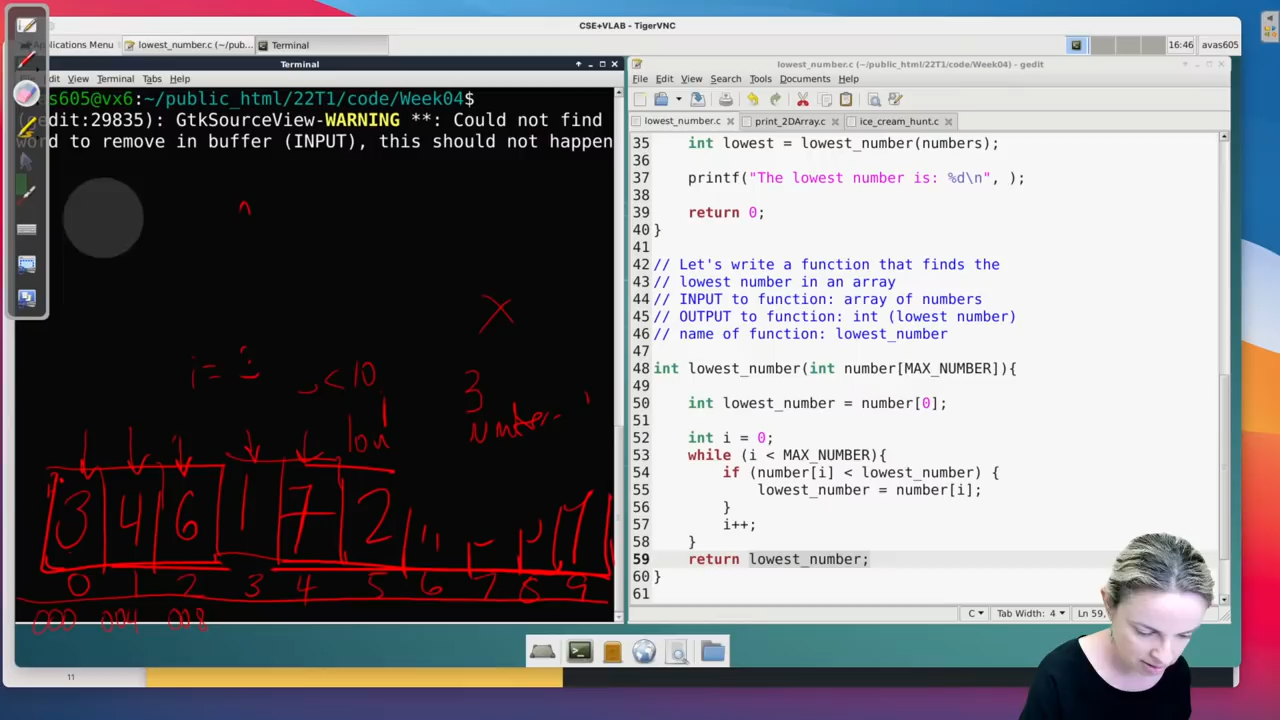 CSE+VLAB - TigerVNC
Applications Menu
lowest_number.c (~/pub...
Terminal
16:46
avas605
Terminal
View Terminal Tabs Help
as605@vx6:~/public_html/22T1/code/Week04$
edit:29835): GtkSourceView-WARNING **: Could not find
word to remove in buffer (INPUT), this should not happen
i =
<10
3
3 4 6 1 7 2
0 1 2 3 4 5 6 7 8 9
000 004 008
11
lowest_number.c (~/public_html/22T1/code/Week04) - gedit
File Edit View Search Tools Documents Help
lowest_number.c
print_2DArray.c
ice_cream_hunt.c
35 int lowest = lowest_number(numbers);
36
37 printf("The lowest number is: %d\n", );
38
39 return 0;
40 }
41
42 // Let's write a function that finds the
43 // lowest number in an array
44 // INPUT to function: array of numbers
45 // OUTPUT to function: int (lowest number)
46 // name of function: lowest_number
47
48 int lowest_number(int number[MAX_NUMBER]){
49
50 int lowest_number = number[0];
51
52 int i = 0;
53 while (i < MAX_NUMBER){
54 if (number[i] < lowest_number) {
55 lowest_number = number[i];
56 }
57 i++;
58 }
59 return lowest_number;
60 }
61
C
Tab Width: 4
Ln 59,